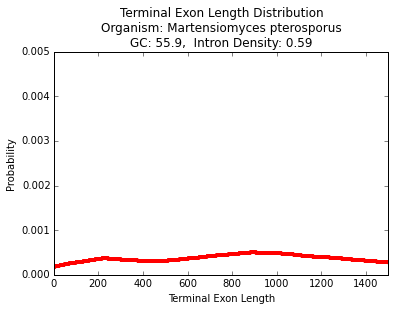 Terminal Exon Length Distribution
Organism: Martensiomyces pterosporus
GC: 55.9,  Intron Density: 0.59
0.005
0.004
0.003
0.002
0.001
0.000
Probability
0 200 400 600 800 1000 1200 1400
Terminal Exon Length